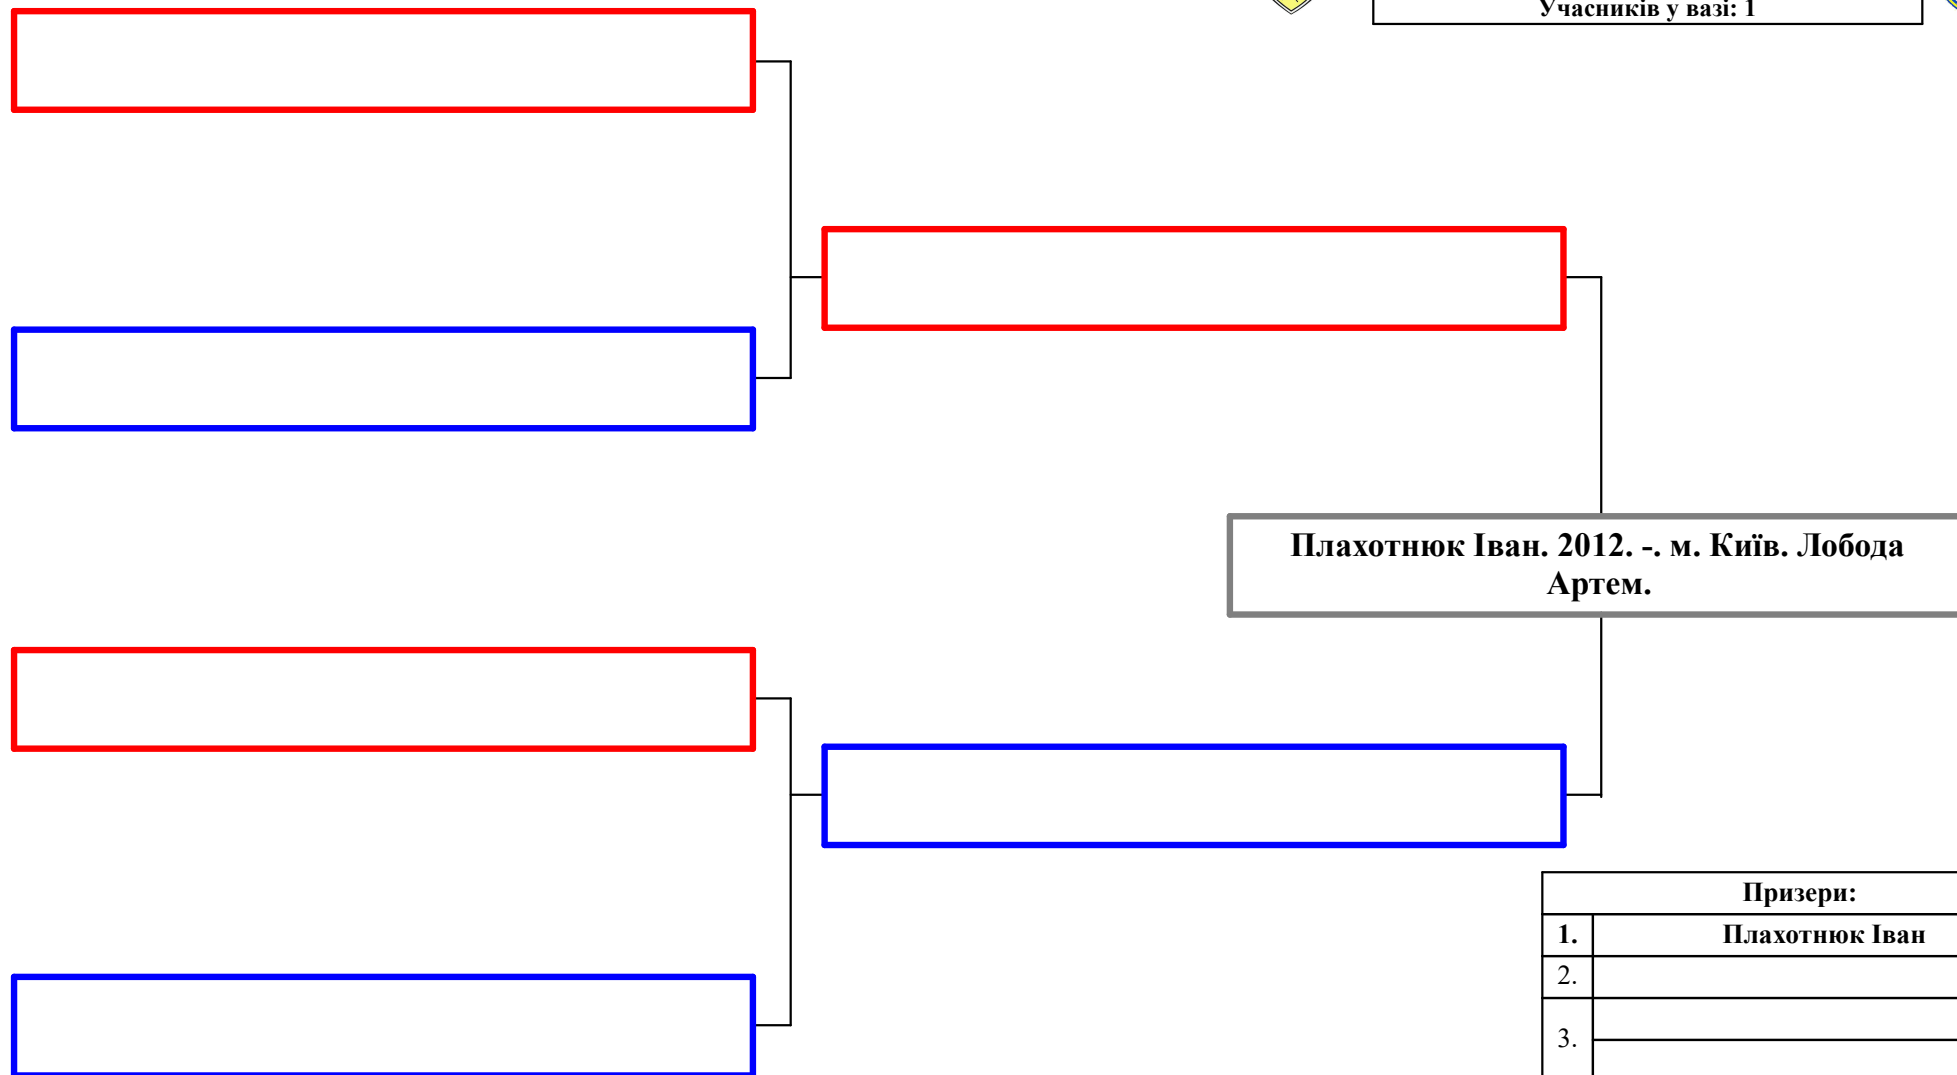 Учасників у вазі: 1
Плахотнюк Іван. 2012. -. м. Київ. Лобода
Артем.
Призери:
1. Плахотнюк Іван
2.
3.